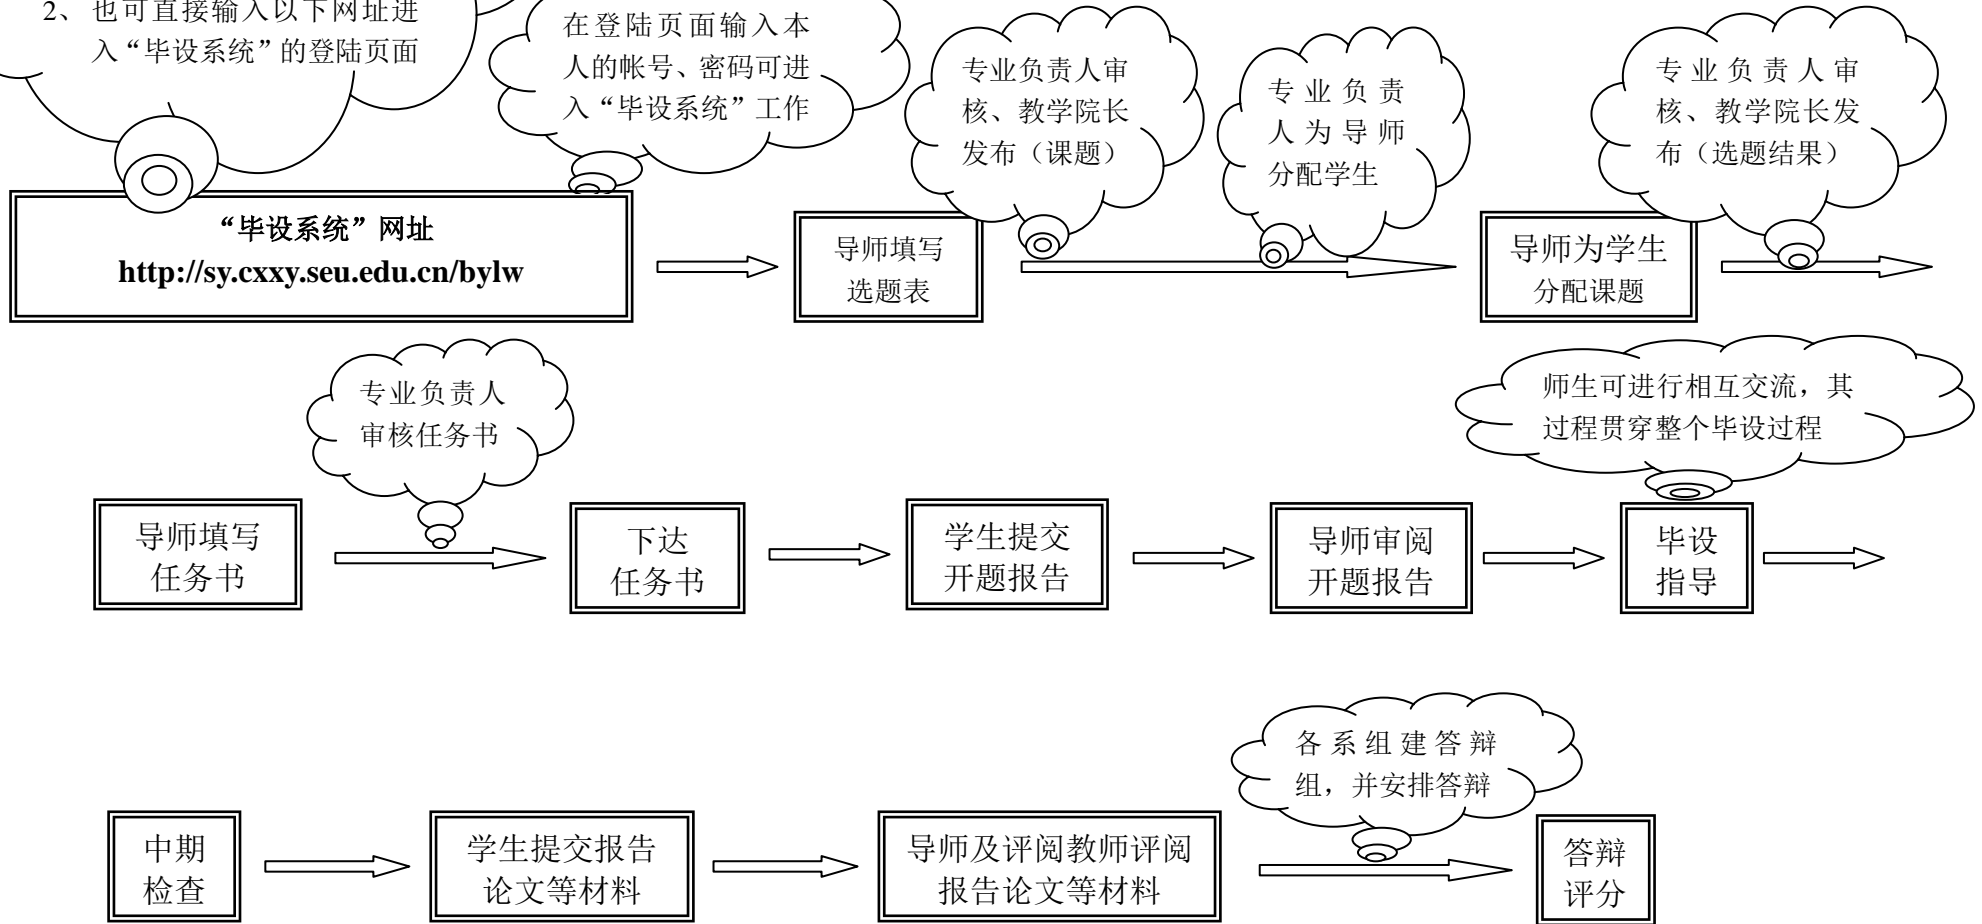 2、也可直接输入以下网址进
入“毕设系统”的登陆页面
在登陆页面输入本
人的帐号、密码可进
入“毕设系统”工作
专业负责人审
核、教学院长
发布（课题）
专业负责
人为导师
分配学生
专业负责人审
核、教学院长发
布（选题结果）
“毕设系统”网址
http://sy.cxxy.seu.edu.cn/bylw
导师填写
选题表
导师为学生
分配课题
专业负责人
审核任务书
师生可进行相互交流，其
过程贯穿整个毕设过程
导师填写
任务书
下达
任务书
学生提交
开题报告
导师审阅
开题报告
毕设
指导
各系组建答辩
组，并安排答辩
中期
检查
学生提交报告
论文等材料
导师及评阅教师评阅
报告论文等材料
答辩
评分